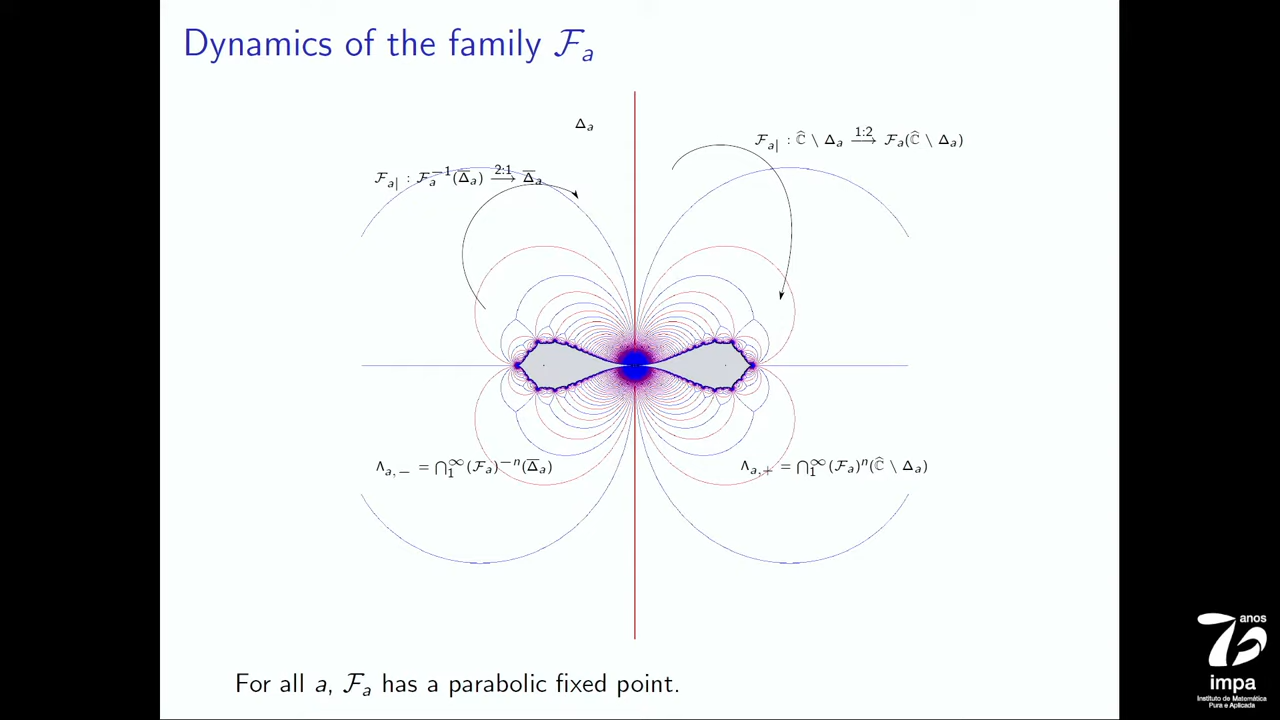 Dynamics of the family ℱₐ
Δₐ
ℱₐ| : Ĉ \ Δₐ 1:2⟶ ℱₐ(Ĉ \ Δₐ)
ℱₐ| : ℱₐ⁻¹(Δ̅ₐ) 2:1⟶ Δ̅ₐ
Λₐ,₋ = ⋂₁^∞(ℱₐ)⁻ⁿ(Δ̅ₐ)
Λₐ,₊ = ⋂₁^∞(ℱₐ)ⁿ(Ĉ \ Δₐ)
For all a, ℱₐ has a parabolic fixed point.
70 anos
impa
Instituto de Matemática
Pura e Aplicada